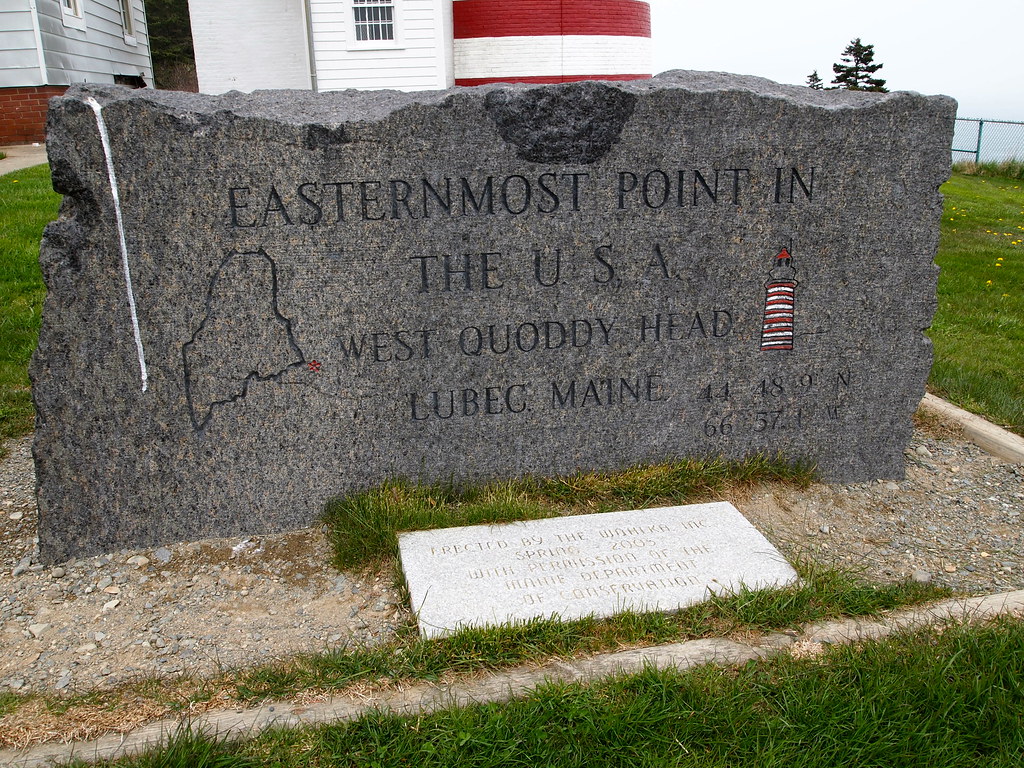 EASTERNMOST POINT IN
THE U. S. A.
WEST QUODDY HEAD
LUBEC, MAINE 44 48.9 N
66 57.1 W
ERECTED BY THE WOHIKA INC
SPRING 2005
WITH PERMISSION OF THE
MAINE DEPARTMENT
OF CONSERVATION